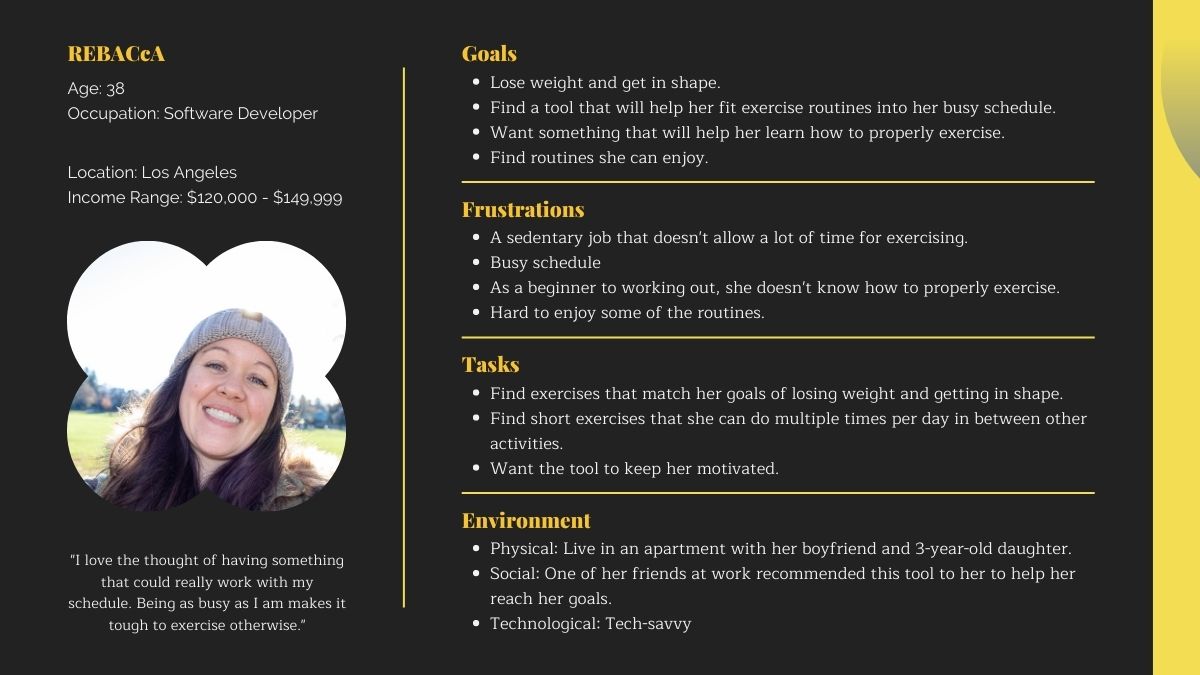 REBACcA
Age: 38
Occupation: Software Developer
Location: Los Angeles
Income Range: $120,000 - $149,999
"I love the thought of having something
that could really work with my
schedule. Being as busy as I am makes it
tough to exercise otherwise."
Goals
• Lose weight and get in shape.
• Find a tool that will help her fit exercise routines into her busy schedule.
• Want something that will help her learn how to properly exercise.
• Find routines she can enjoy.
Frustrations
• A sedentary job that doesn't allow a lot of time for exercising.
• Busy schedule
• As a beginner to working out, she doesn't know how to properly exercise.
• Hard to enjoy some of the routines.
Tasks
• Find exercises that match her goals of losing weight and getting in shape.
• Find short exercises that she can do multiple times per day in between other
activities.
• Want the tool to keep her motivated.
Environment
• Physical: Live in an apartment with her boyfriend and 3-year-old daughter.
• Social: One of her friends at work recommended this tool to her to help her
reach her goals.
• Technological: Tech-savvy